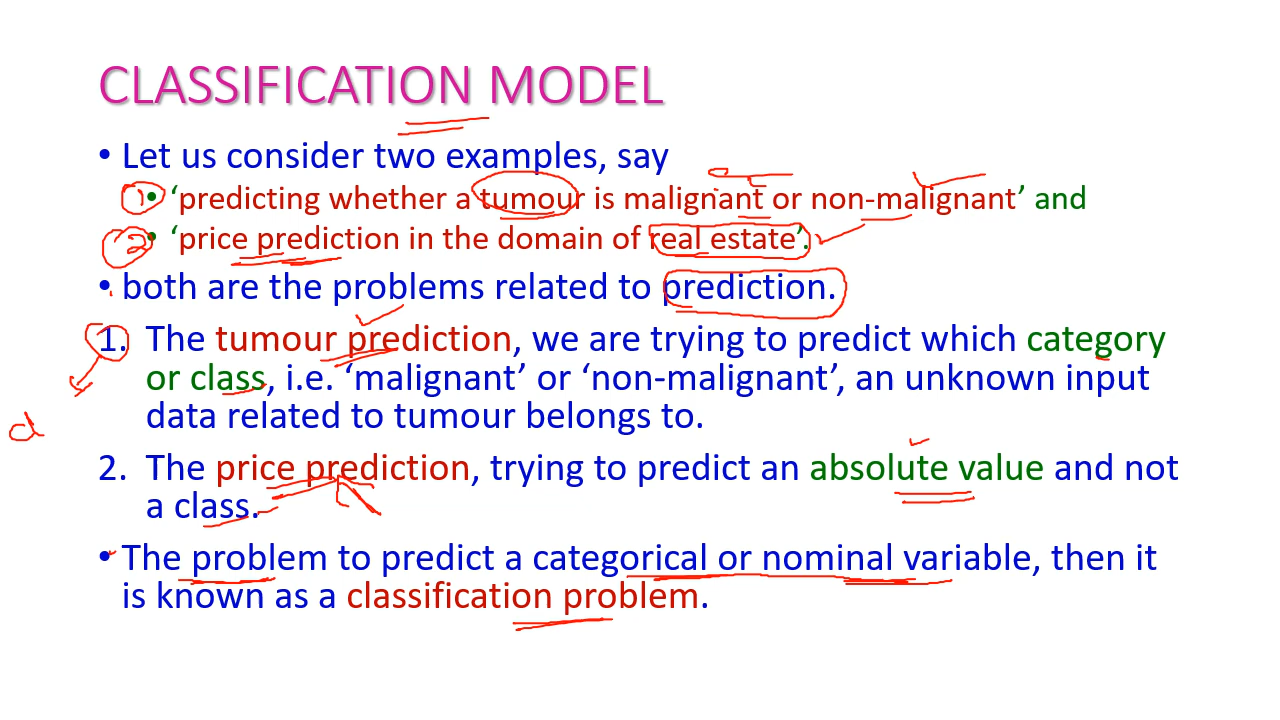 CLASSIFICATION MODEL
• Let us consider two examples, say
1 • ‘predicting whether a tumour is malignant or non-malignant’ and
2 • ‘price prediction in the domain of real estate’.
• both are the problems related to prediction.
1. The tumour prediction, we are trying to predict which category
or class, i.e. ‘malignant’ or ‘non-malignant’, an unknown input
data related to tumour belongs to.
d
2. The price prediction, trying to predict an absolute value and not
a class.
• The problem to predict a categorical or nominal variable, then it
is known as a classification problem.